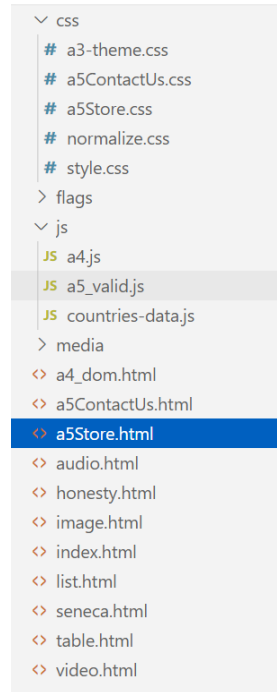 css
# a3-theme.css
# a5ContactUs.css
# a5Store.css
# normalize.css
# style.css
flags
js
JS a4.js
JS a5_valid.js
JS countries-data.js
media
<> a4_dom.html
<> a5ContactUs.html
<> a5Store.html
<> audio.html
<> honesty.html
<> image.html
<> index.html
<> list.html
<> seneca.html
<> table.html
<> video.html